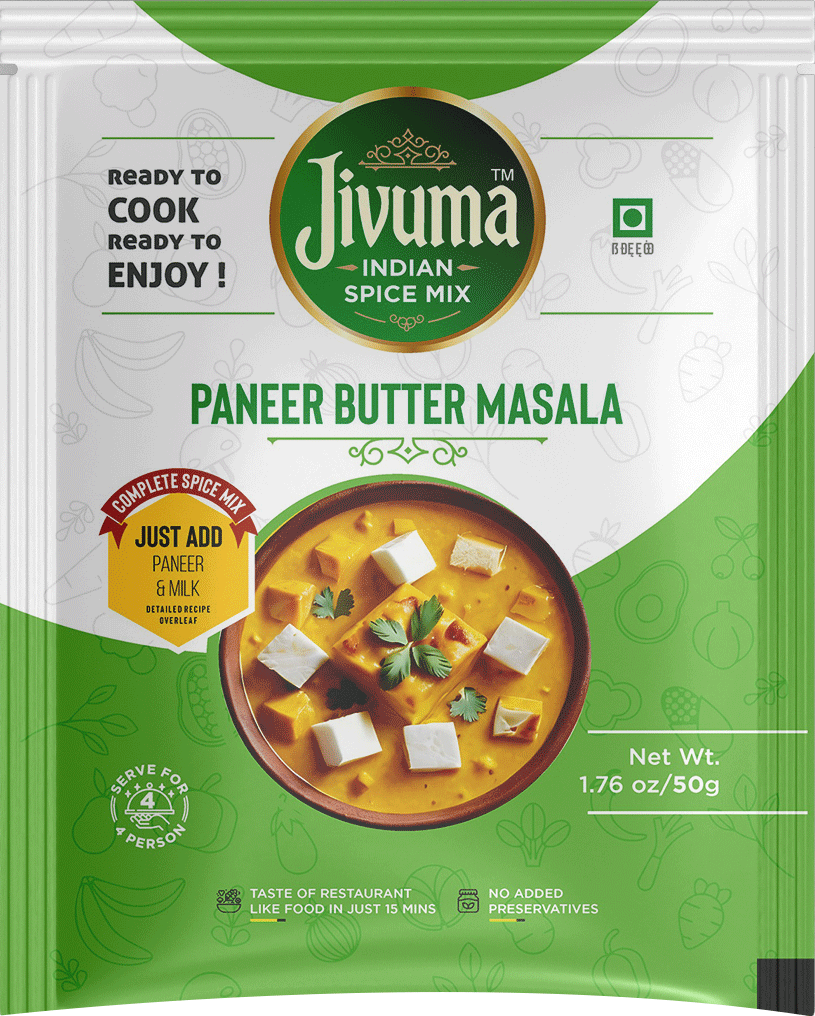 READY TO
COOK
READY TO
ENJOY !
Jivuma™
INDIAN
SPICE MIX
PANEER BUTTER MASALA
COMPLETE SPICE MIX
JUST ADD
PANEER
& MILK
DETAILED RECIPE
OVERLEAF
Net Wt.
1.76 oz/50g
SERVE FOR
4
4 PERSON
TASTE OF RESTAURANT
LIKE FOOD IN JUST 15 MINS
NO ADDED
PRESERVATIVES